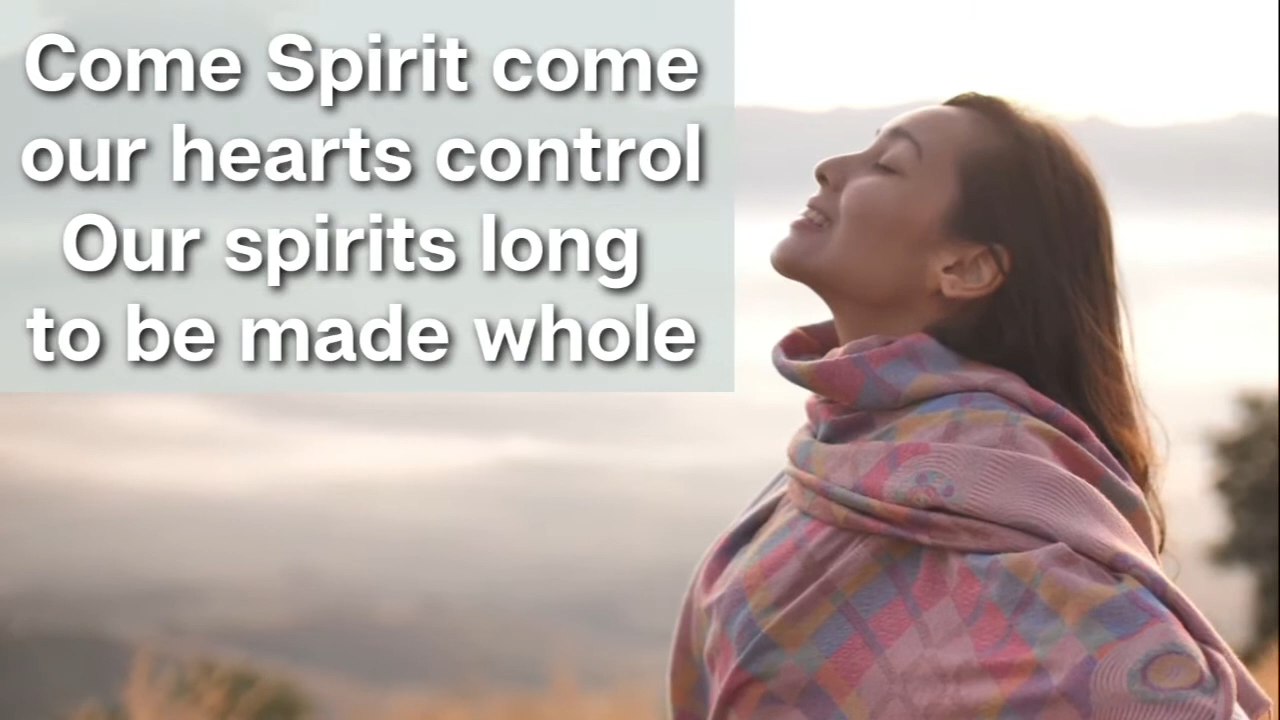 Come Spirit come
our hearts control
Our spirits long
to be made whole